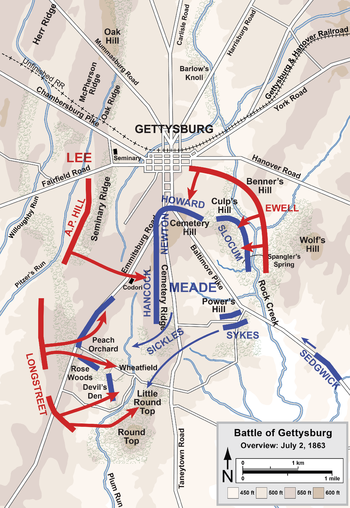 Herr Ridge
Oak
Hill
Carlisle Road
Harrisburg Road
Mummasburg Road
Barlow's
Knoll
Gettysburg & Hanover Railroad
Unfinished RR
McPherson
Ridge
Oak Ridge
Chambersburg Pike
York Road
GETTYSBURG
LEE
Seminary
Hanover Road
Fairfield Road
Benner's
Hill
HOWARD
Culp's
Hill
EWELL
Willoughby Run
A.P. HILL
Seminary Ridge
Cemetery
Hill
NEWTON
SLOCUM
Wolf's
Hill
Emmitsburg Road
Baltimore Pike
Spangler's
Spring
Pitzer's Run
Codori
HANCOCK
Cemetery Ridge
MEADE
Rock Creek
Power's
Hill
SYKES
SICKLES
Peach
Orchard
SEDGWICK
LONGSTREET
Rose
Woods
Wheatfield
Devil's
Den
Little
Round
Top
Round
Top
Plum Run
Taneytown Road
Battle of Gettysburg
Overview: July 2, 1863
N
0 1 km
0 1 mile
450 ft 500 ft 550 ft 600 ft